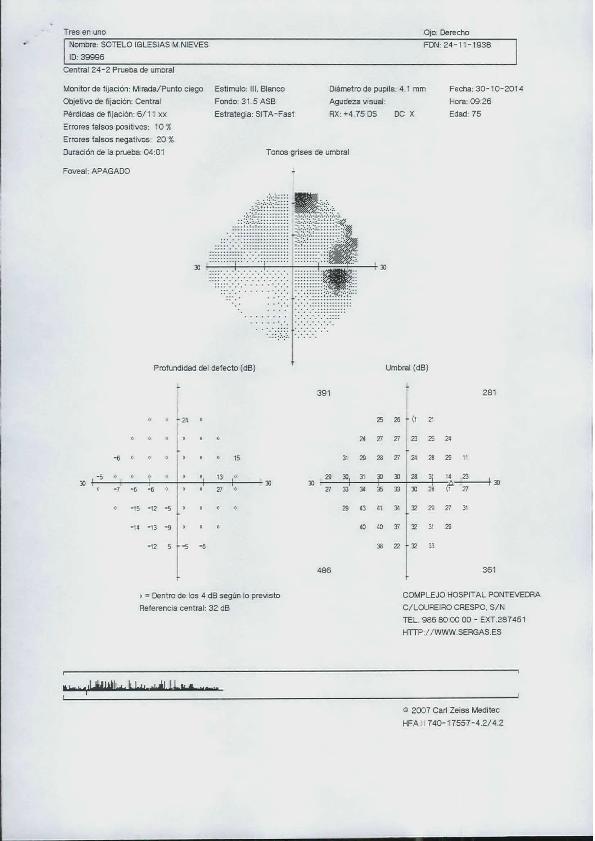 Tres en uno Ojo: Derecho
Nombre: SOTELO IGLESIAS M.NIEVES FDN: 24-11-1938
ID: 39996
Central 24-2 Prueba de umbral
Monitor de fijación: Mirada/Punto ciego Estímulo: III, Blanco Diámetro de pupila: 4.1 mm Fecha: 30-10-2014
Objetivo de fijación: Central Fondo: 31.5 ASB Agudeza visual: Hora: 09:26
Pérdidas de fijación: 6/11 xx Estrategia: SITA-Fast RX: +4.75 DS DC X Edad: 75
Errores falsos positivos: 10 %
Errores falsos negativos: 20 %
Duración de la prueba: 04:01
Tonos grises de umbral
Foveal: APAGADO
30 30
Profundidad del defecto (dB) Umbral (dB)
391 281
24 25 26 21
24 27 27 23 25 24
-6 15 31 29 28 27 24 28 29 11
-5 13 29 30 31 30 30 28 14 23
30 30 30 30
-7 -6 -6 27 27 33 34 35 33 30 27
-15 -12 -5 29 43 41 34 32 29 27 31
-14 -13 -9 40 40 37 32 31 29
-12 5 -5 22 32
486 351
= Dentro de los 4 dB según lo previsto
Referencia central: 32 dB
COMPLEJO HOSPITAL PONTEVEDRA
C/LOUREIRO CRESPO, S/N
TEL. 986 80 00 00 - EXT.287451
HTTP://WWW.SERGAS.ES
© 2007 Carl Zeiss Meditec
HFA II 740-17557-4.2/4.2